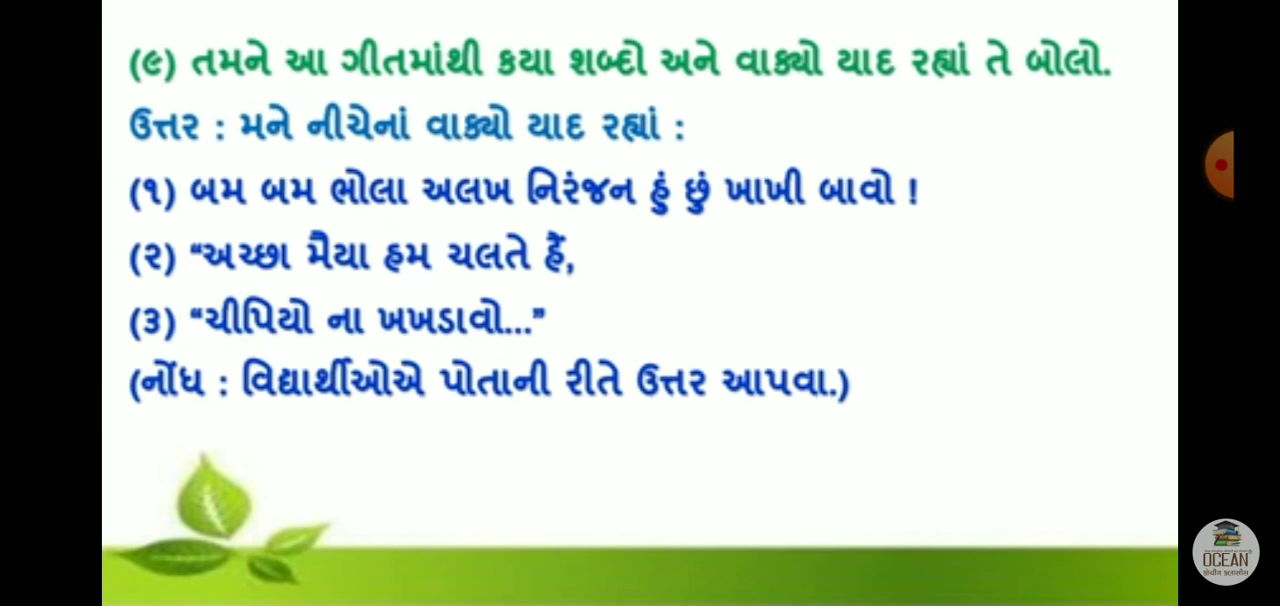 (૯) તમને આ ગીતમાંથી કયા શબ્દો અને વાક્યો યાદ રહ્યાં તે બોલો.
ઉત્તર : મને નીચેનાં વાક્યો યાદ રહ્યાં :
(૧) બમ બમ ભોલા અલખ નિરંજન હું છું ખાખી બાવો !
(૨) “અચ્છા મૈયા હમ ચલતે હૈં,
(૩) “ચીપિયો ના ખખડાવો...”
(નોંધ : વિદ્યાર્થીઓએ પોતાની રીતે ઉત્તર આપવા.)
OCEAN